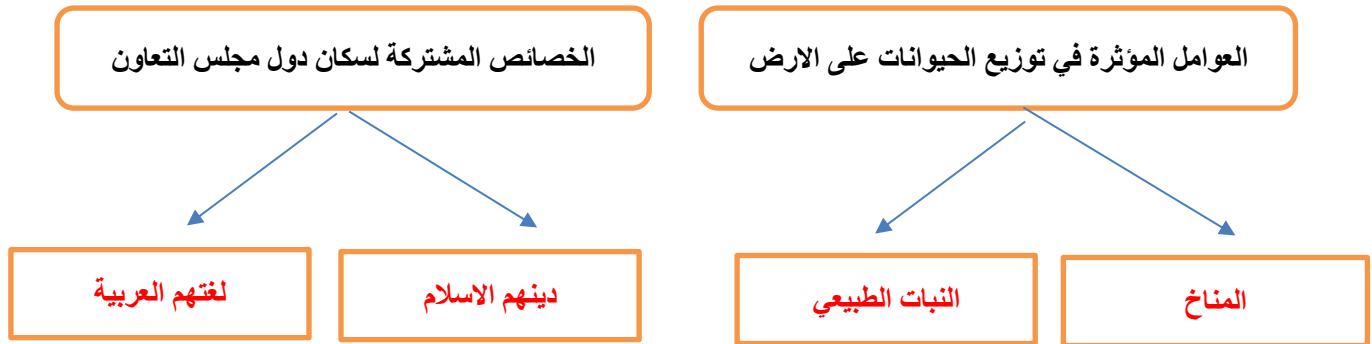 العوامل المؤثرة في توزيع الحيوانات على الارض
الخصائص المشتركة لسكان دول مجلس التعاون
المناخ
النبات الطبيعي
دينهم الاسلام
لغتهم العربية